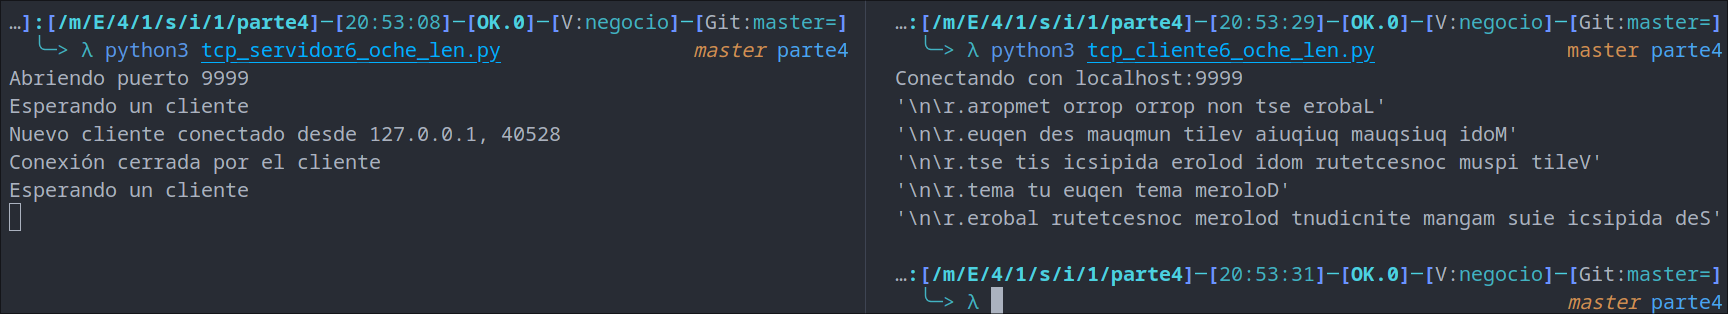 …]:[/m/E/4/1/s/i/1/parte4]─[20:53:08]─[OK.0]─[V:negocio]─[Git:master=]
╰─> λ python3 tcp_servidor6_oche_len.py master parte4
Abriendo puerto 9999
Esperando un cliente
Nuevo cliente conectado desde 127.0.0.1, 40528
Conexión cerrada por el cliente
Esperando un cliente
…:[/m/E/4/1/s/i/1/parte4]─[20:53:29]─[OK.0]─[V:negocio]─[Git:master=]
╰─> λ python3 tcp_cliente6_oche_len.py master parte4
Conectando con localhost:9999
'\n\r.aropmet orrop orrop non tse erobaL'
'\n\r.euqen des mauqmun tilev aiuqiuq mauqsiuq idoM'
'\n\r.tse tis icsipida erolod idom rutetcesnoc muspi tileV'
'\n\r.tema tu euqen tema meroloD'
'\n\r.erobal rutetcesnoc merolod tnudicnite mangam suie icsipida deS'
…:[/m/E/4/1/s/i/1/parte4]─[20:53:31]─[OK.0]─[V:negocio]─[Git:master=]
╰─> λ master parte4